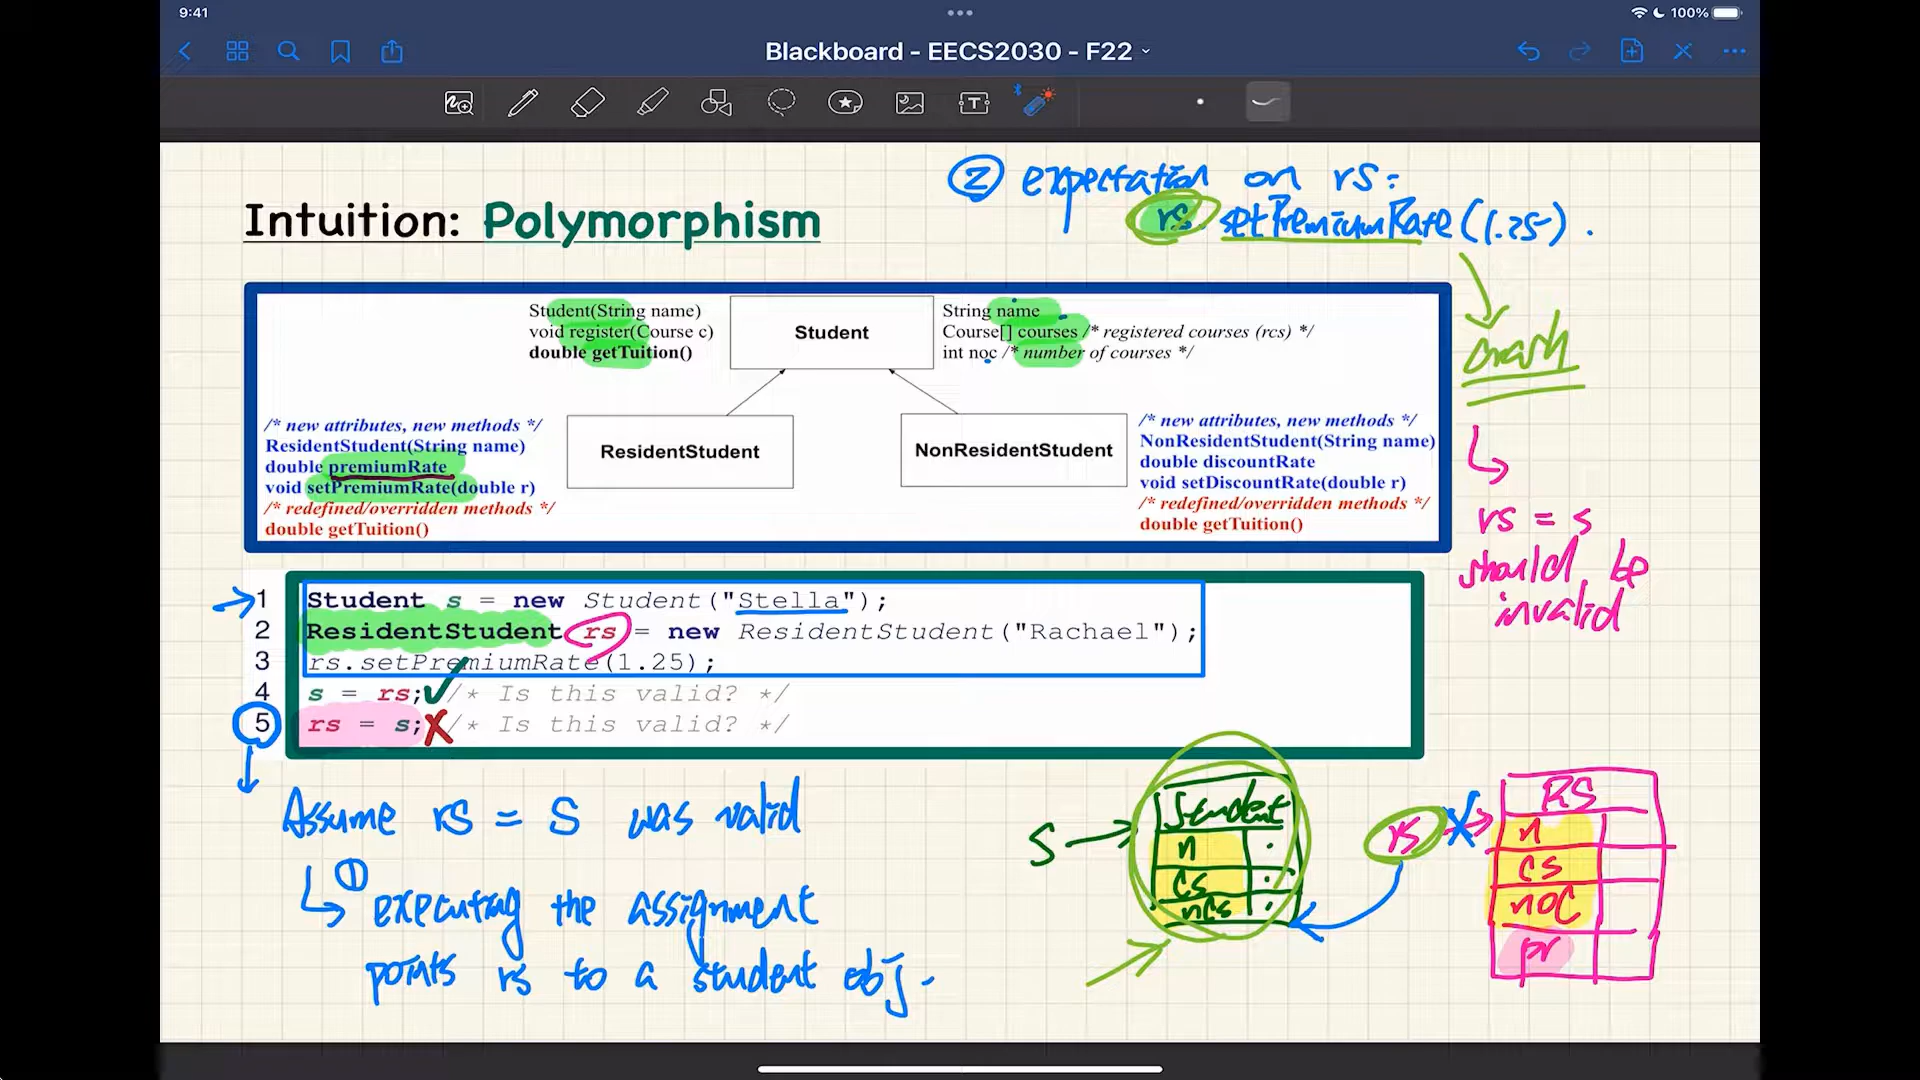 9:41
100%
Blackboard - EECS2030 - F22
② expectation on rs:
rs. setPremiumRate(1.25).
Intuition: Polymorphism
crash
Student(String name)
void register(Course c)
double getTuition()
Student
String name
Course[] courses /* registered courses (rcs) */
int noc /* number of courses */
/* new attributes, new methods */
ResidentStudent(String name)
double premiumRate
void setPremiumRate(double r)
/* redefined/overridden methods */
double getTuition()
ResidentStudent
NonResidentStudent
/* new attributes, new methods */
NonResidentStudent(String name)
double discountRate
void setDiscountRate(double r)
/* redefined/overridden methods */
double getTuition()
rs = s
should be
invalid
1 Student s = new Student("Stella");
2 ResidentStudent rs = new ResidentStudent("Rachael");
3 rs.setPremiumRate(1.25);
4 s = rs; /* Is this valid? */
5 rs = s; /* Is this valid? */
Assume rs = s was valid
① executing the assignment
points rs to a student obj.
s
Student
n
cs
ncs
rs
RS
n
cs
noc
pr